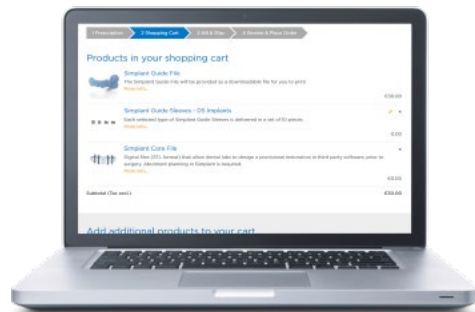 1 Prescription 2 Shopping Cart 3 Bill & Ship 4 Review & Place Order
Products in your shopping cart
Simplant Guide File
The Simplant Guide File will be provided as a downloadable file for you to print
More info...
Simplant Guide Sleeves - DS Implants
Each selected type of Simplant Guide Sleeves is delivered in a set of 10 pieces.
More info...
Simplant Core File
Digital files (STL format) that allow dental labs to design a provisional restoration in third party software prior to
surgery. Abutment planning in Simplant is required.
More info...
Subtotal (Tax excl.)
Add additional products to your cart